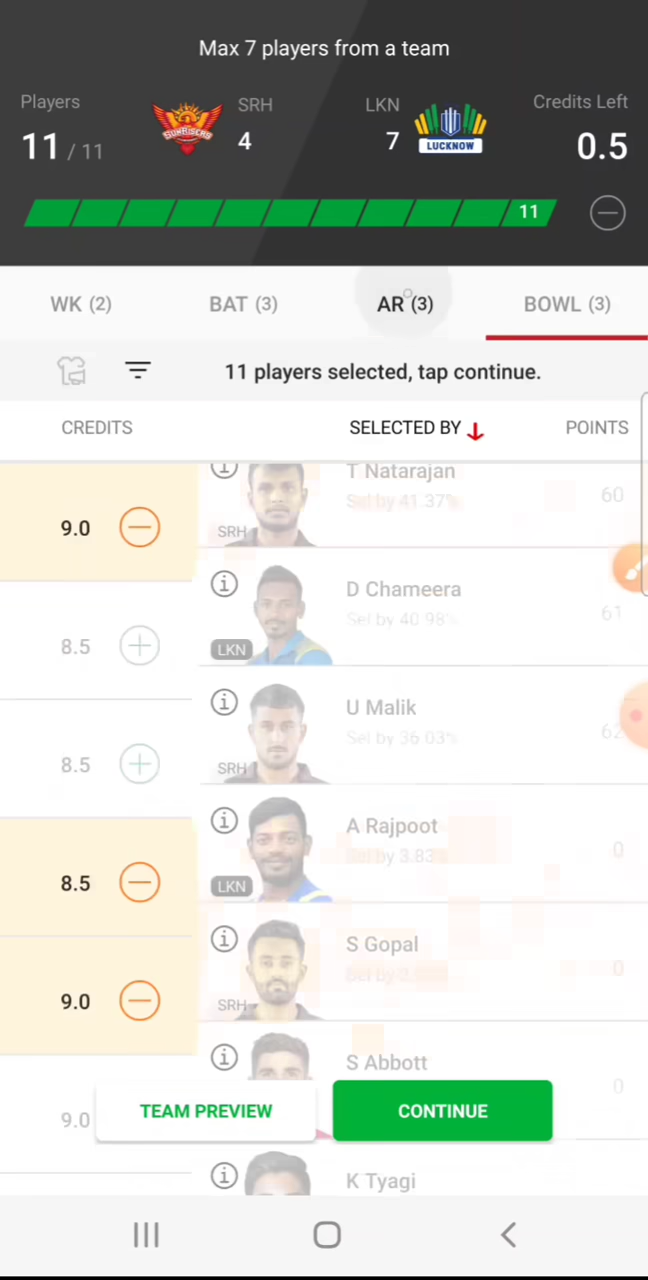 Max 7 players from a team
Players
SRH
LKN
Credits Left
11 / 11
4
7
0.5
SUNRISERS
LUCKNOW
11
WK (2)
BAT (3)
AR (3)
BOWL (3)
11 players selected, tap continue.
CREDITS
SELECTED BY
POINTS
T Natarajan
Sel by 41.37%
60
9.0
SRH
D Chameera
Sel by 40.98%
61
8.5
LKN
U Malik
Sel by 36.03%
62
8.5
SRH
A Rajpoot
Sel by 3.83
0
8.5
LKN
S Gopal
Sel by 3.
0
9.0
SRH
S Abbott
0
9.0
TEAM PREVIEW
CONTINUE
K Tyagi